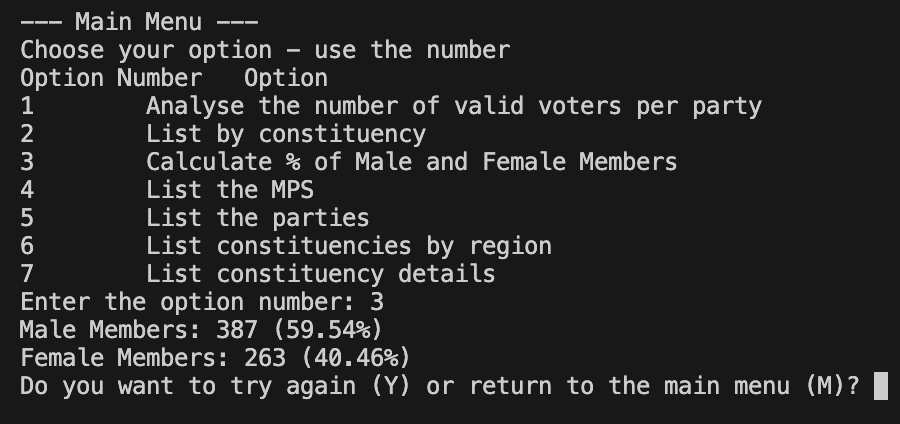 --- Main Menu ---
Choose your option - use the number
Option Number   Option
1        Analyse the number of valid voters per party
2        List by constituency
3        Calculate % of Male and Female Members
4        List the MPS
5        List the parties
6        List constituencies by region
7        List constituency details
Enter the option number: 3
Male Members: 387 (59.54%)
Female Members: 263 (40.46%)
Do you want to try again (Y) or return to the main menu (M)?